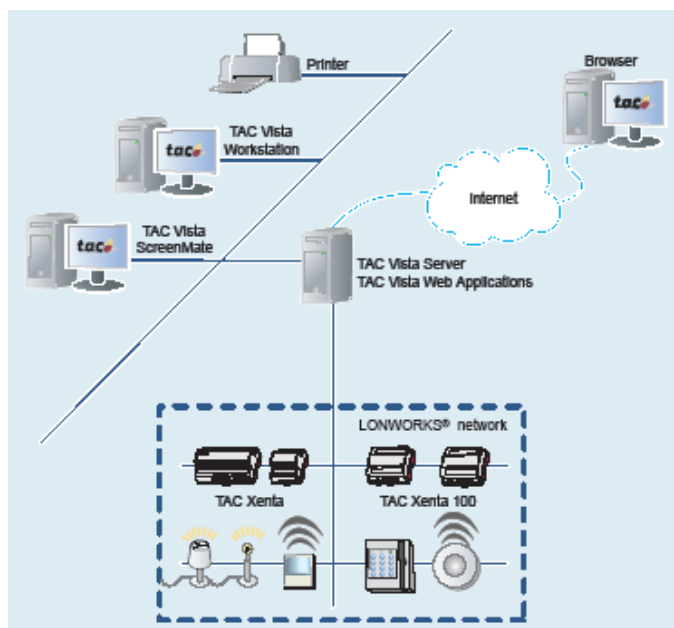 Printer
Browser
tac
TAC Vista
Workstation
tac
Internet
tac
TAC Vista
ScreenMate
TAC Vista Server
TAC Vista Web Applications
LONWORKS® network
TAC Xenta
TAC Xenta 100